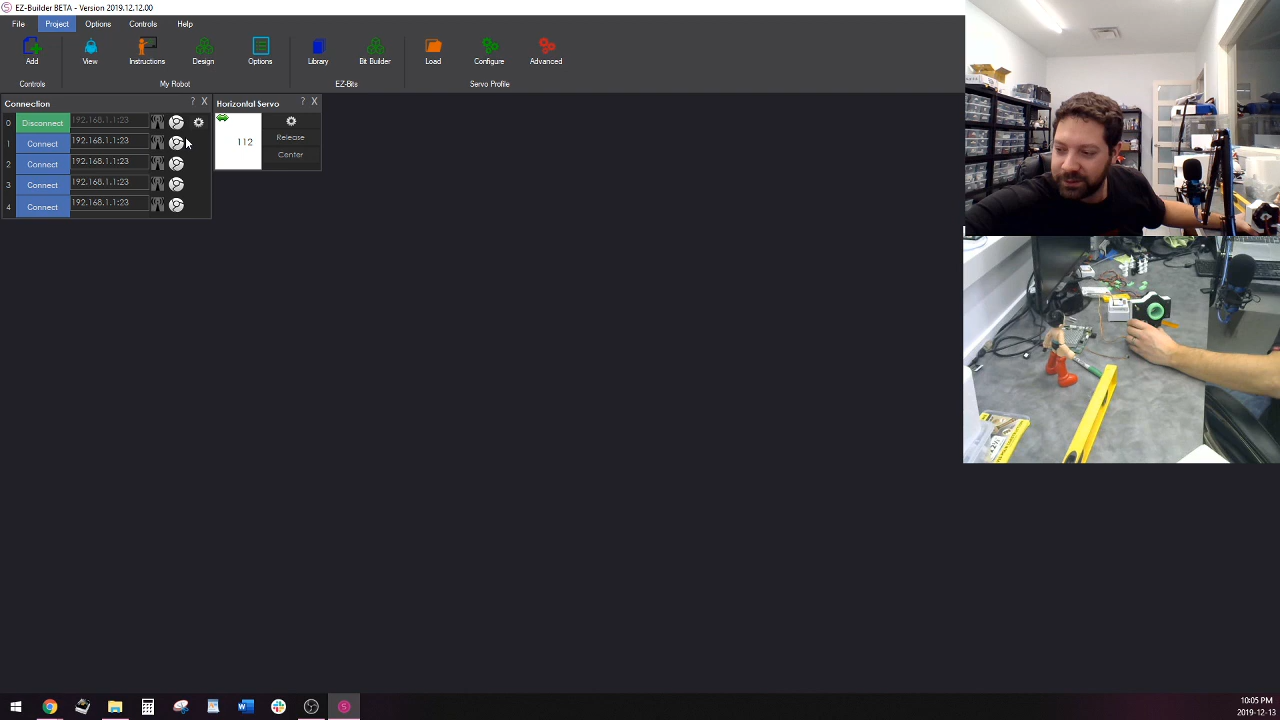 EZ-Builder BETA - Version 2019.12.12.00
File Project Options Controls Help
Add View Instructions Design Options Library Bit Builder Load Configure Advanced
Controls My Robot EZ-Bits Servo Profile
Connection ? X
0 Disconnect 192.168.1.1:23
1 Connect 192.168.1.1:23
2 Connect 192.168.1.1:23
3 Connect 192.168.1.1:23
4 Connect 192.168.1.1:23
Horizontal Servo ? X
112
Release
Center
10:05 PM
2019-12-13